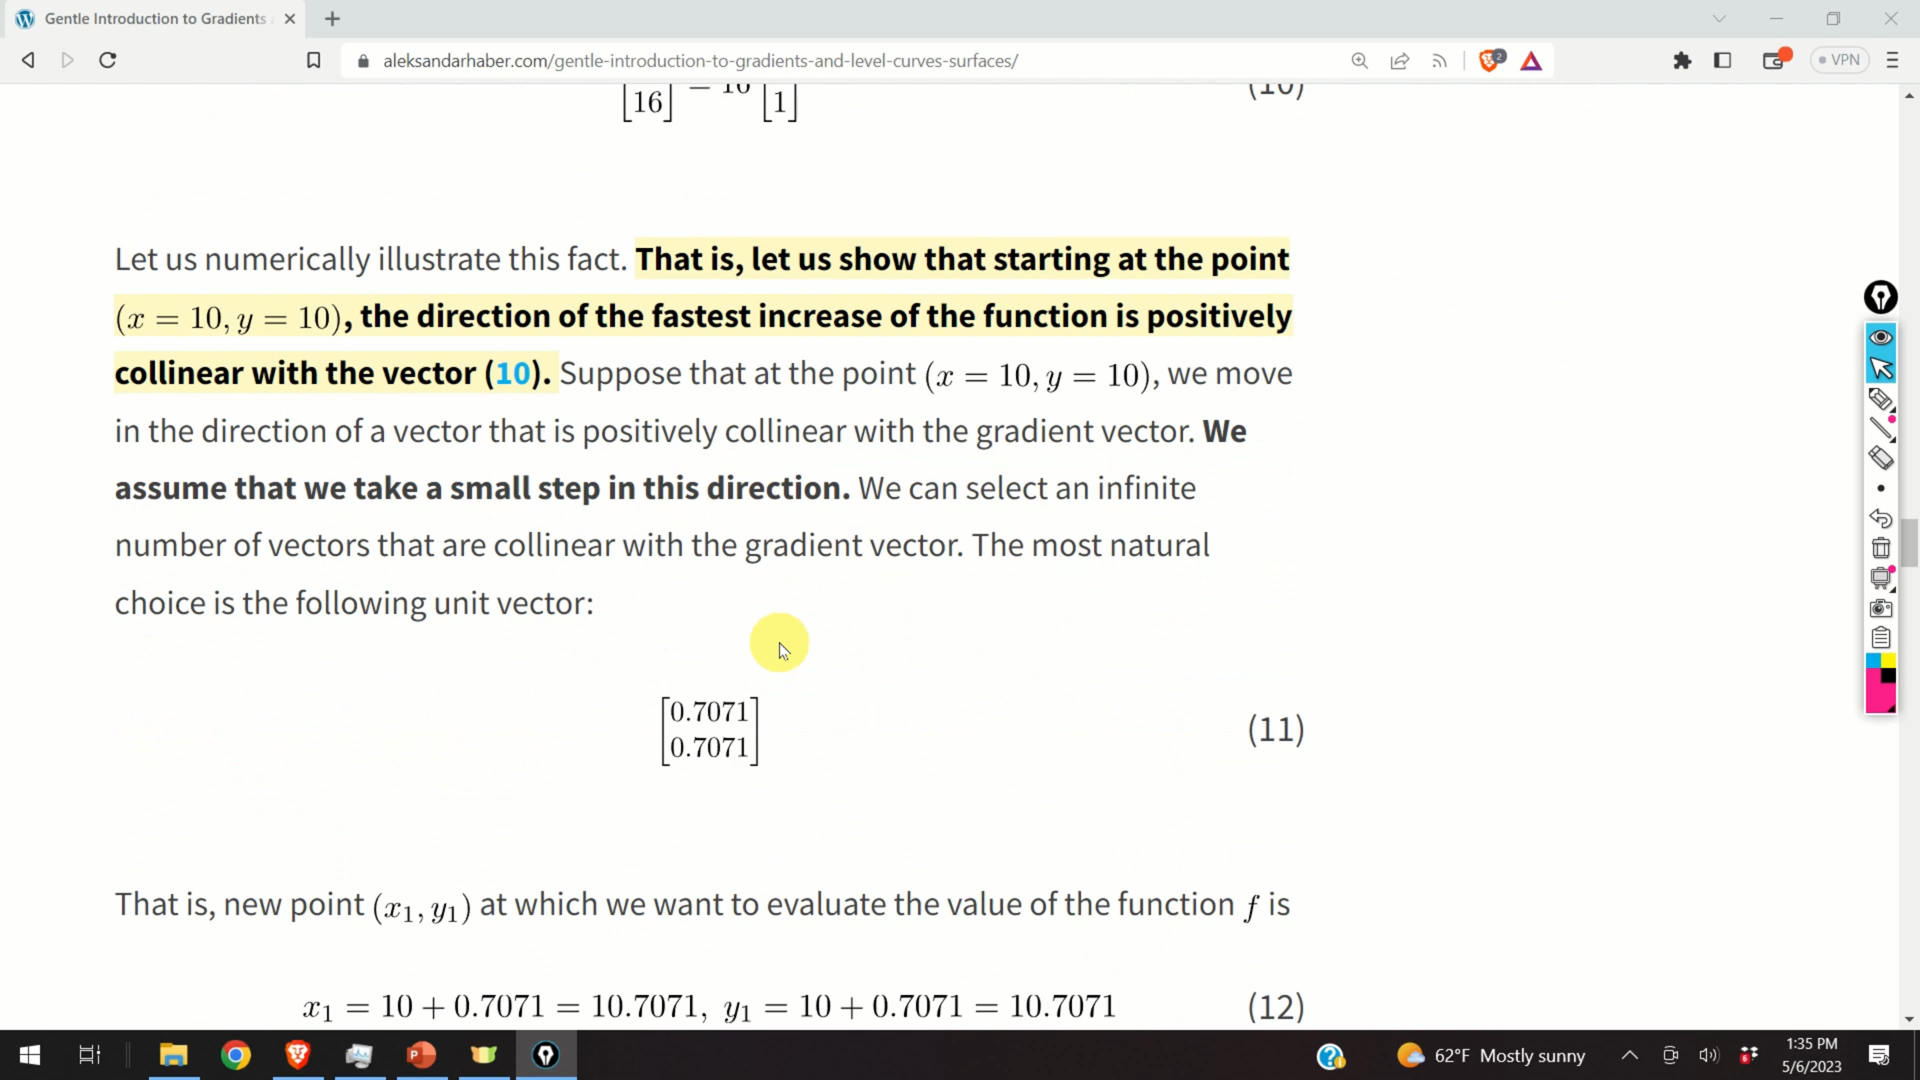 Gentle Introduction to Gradients
aleksandarhaber.com/gentle-introduction-to-gradients-and-level-curves-surfaces/
2
VPN
[16] = 16 [1] (10)
Let us numerically illustrate this fact. That is, let us show that starting at the point
(x = 10, y = 10), the direction of the fastest increase of the function is positively
collinear with the vector (10). Suppose that at the point (x = 10, y = 10), we move
in the direction of a vector that is positively collinear with the gradient vector. We
assume that we take a small step in this direction. We can select an infinite
number of vectors that are collinear with the gradient vector. The most natural
choice is the following unit vector:
[0.7071
0.7071] (11)
That is, new point (x₁, y₁) at which we want to evaluate the value of the function f is
x₁ = 10 + 0.7071 = 10.7071, y₁ = 10 + 0.7071 = 10.7071 (12)
62°F Mostly sunny
1:35 PM
5/6/2023